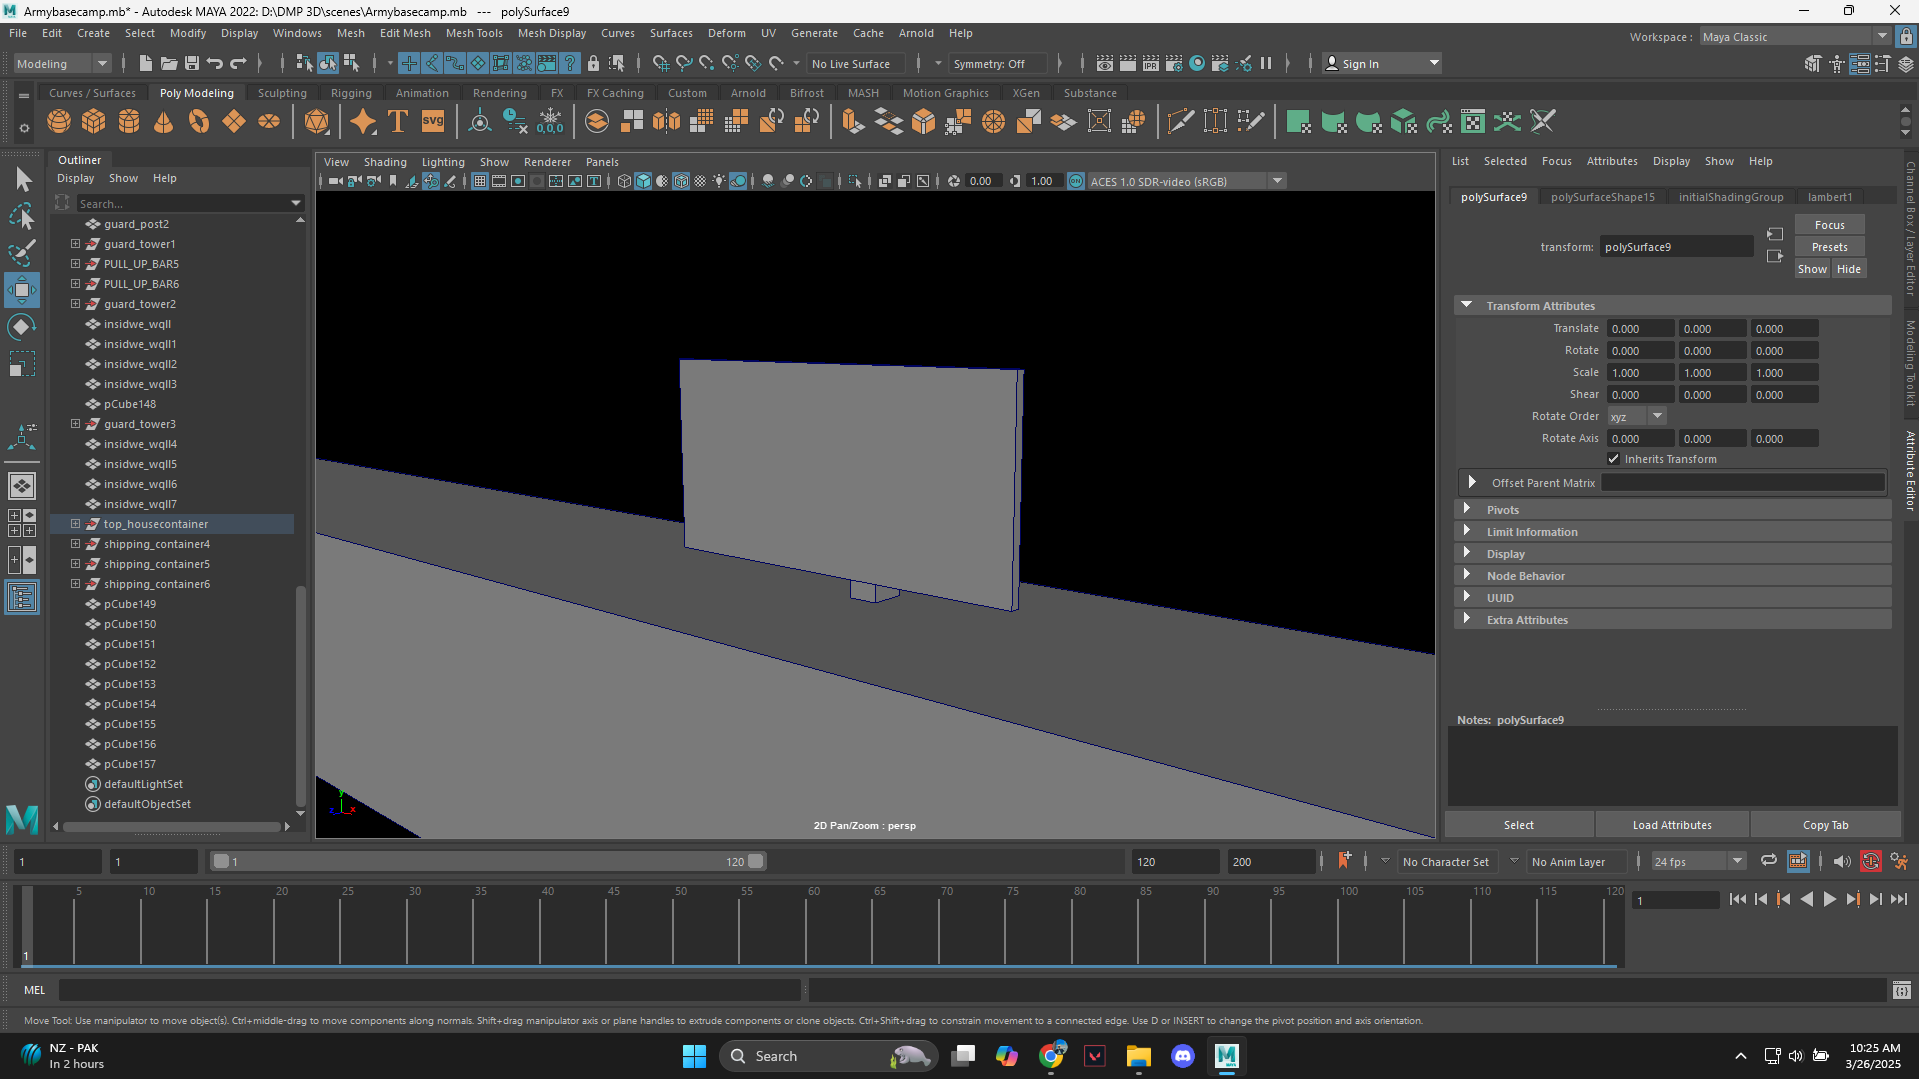 Armybasecamp.mb* - Autodesk MAYA 2022: D:\DMP 3D\scenes\Armybasecamp.mb --- polySurface9
File Edit Create Select Modify Display Windows Mesh Edit Mesh Mesh Tools Mesh Display Curves Surfaces Deform UV Generate Cache Arnold Help
Workspace : Maya Classic
Modeling No Live Surface Symmetry: Off Sign In
Curves / Surfaces Poly Modeling Sculpting Rigging Animation Rendering FX FX Caching Custom Arnold Bifrost MASH Motion Graphics XGen Substance
T svg 0,0,0
Outliner
Display Show Help
Search...
guard_post2
guard_tower1
PULL_UP_BAR5
PULL_UP_BAR6
guard_tower2
insidwe_wqll
insidwe_wqll1
insidwe_wqll2
insidwe_wqll3
pCube148
guard_tower3
insidwe_wqll4
insidwe_wqll5
insidwe_wqll6
insidwe_wqll7
top_housecontainer
shipping_container4
shipping_container5
shipping_container6
pCube149
pCube150
pCube151
pCube152
pCube153
pCube154
pCube155
pCube156
pCube157
defaultLightSet
defaultObjectSet
View Shading Lighting Show Renderer Panels
0.00 1.00 ACES 1.0 SDR-video (sRGB)
y
z x
2D Pan/Zoom : persp
List Selected Focus Attributes Display Show Help
polySurface9 polySurfaceShape15 initialShadingGroup lambert1
Focus
transform: polySurface9
Presets
Show Hide
Transform Attributes
Translate 0.000 0.000 0.000
Rotate 0.000 0.000 0.000
Scale 1.000 1.000 1.000
Shear 0.000 0.000 0.000
Rotate Order xyz
Rotate Axis 0.000 0.000 0.000
Inherits Transform
Offset Parent Matrix
Pivots
Limit Information
Display
Node Behavior
UUID
Extra Attributes
Notes: polySurface9
Select Load Attributes Copy Tab
Channel Box / Layer Editor
Modeling Toolkit
Attribute Editor
1 1 1 120 120 200 No Character Set No Anim Layer 24 fps
5 10 15 20 25 30 35 40 45 50 55 60 65 70 75 80 85 90 95 100 105 110 115 120
1
1
MEL
Move Tool: Use manipulator to move object(s). Ctrl+middle-drag to move components along normals. Shift+drag manipulator axis or plane handles to extrude components or clone objects. Ctrl+Shift+drag to constrain movement to a connected edge. Use D or INSERT to change the pivot position and axis orientation.
NZ - PAK
In 2 hours
Search
10:25 AM
3/26/2025